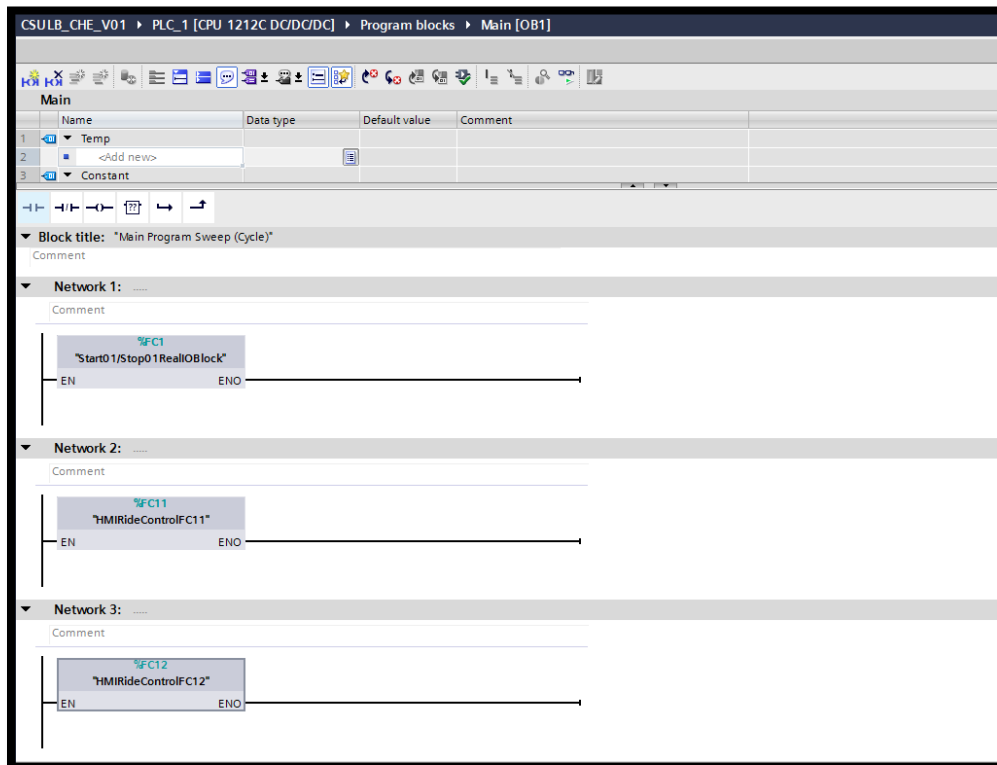 CSULB_CHE_V01 ▸ PLC_1 [CPU 1212C DC/DC/DC] ▸ Program blocks ▸ Main [OB1]
Main
Name Data type Default value Comment
1 Temp
2 <Add new>
3 Constant
??
Block title: "Main Program Sweep (Cycle)"
Comment
Network 1: .....
Comment
%FC1
"Start01/Stop01RealIOBlock"
EN ENO
Network 2: .....
Comment
%FC11
"HMIRideControlFC11"
EN ENO
Network 3: .....
Comment
%FC12
"HMIRideControlFC12"
EN ENO